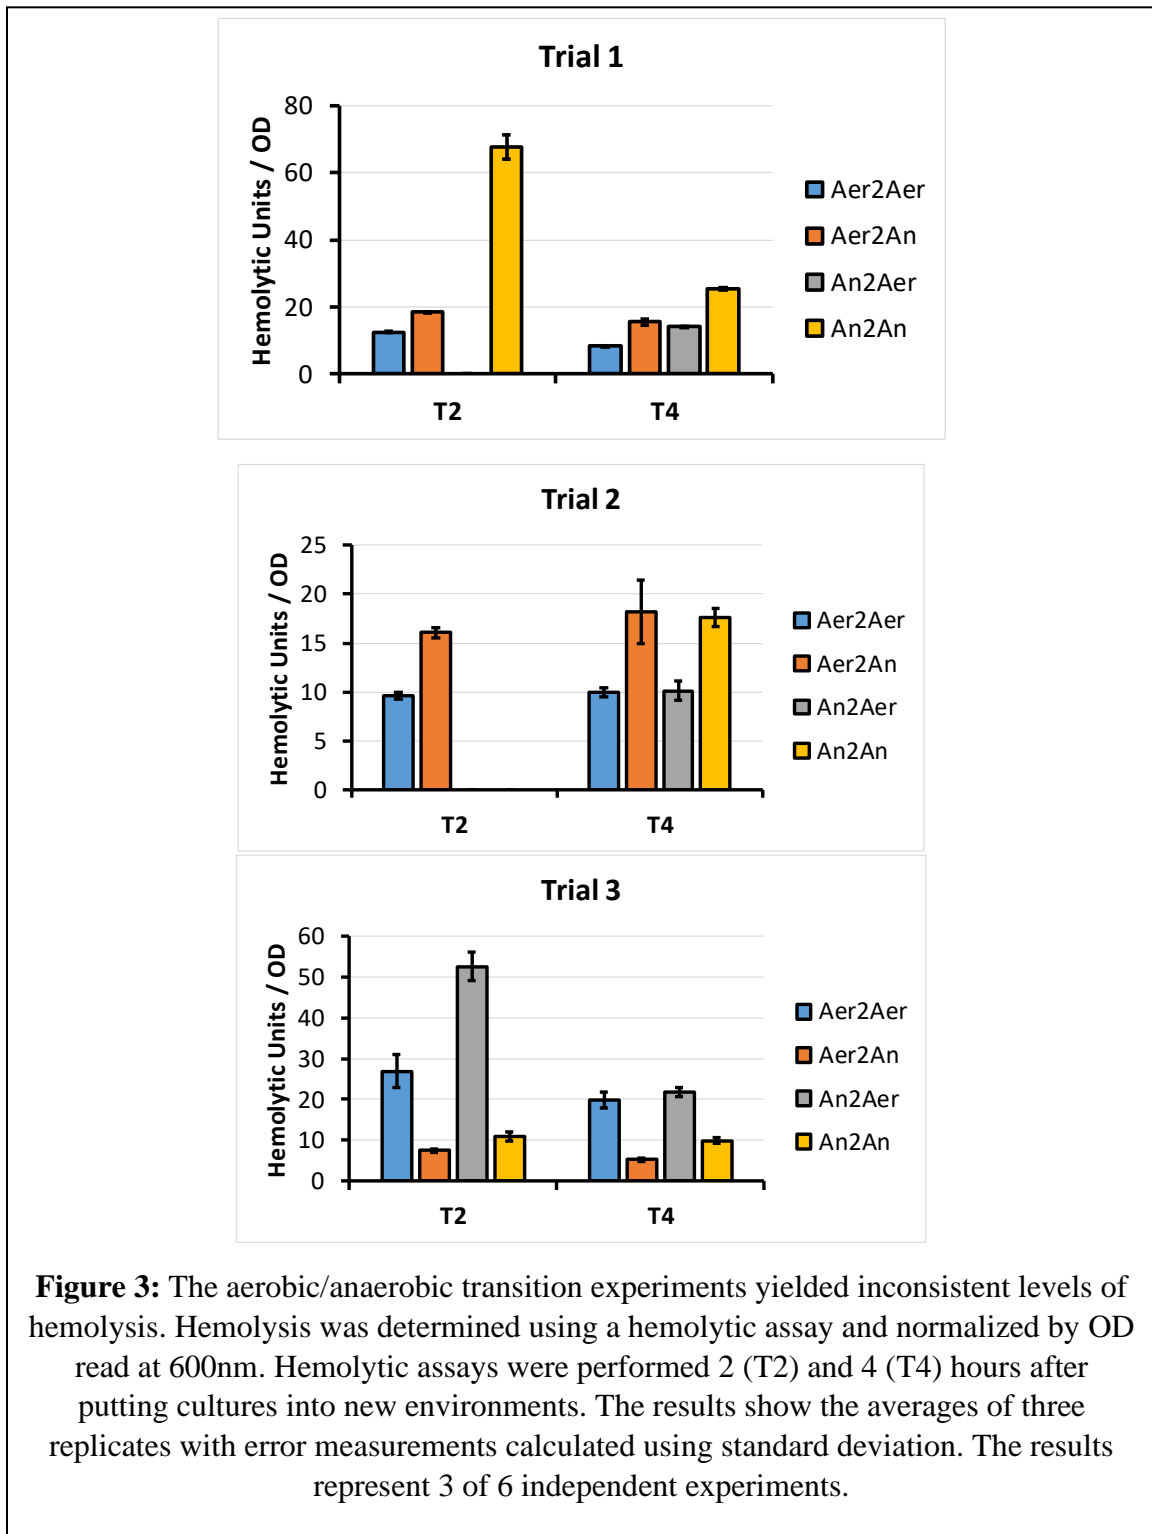 Trial 1
Hemolytic Units / OD
80
60
40
20
0
T2
T4
Aer2Aer
Aer2An
An2Aer
An2An
Trial 2
Hemolytic Units / OD
25
20
15
10
5
0
T2
T4
Aer2Aer
Aer2An
An2Aer
An2An
Trial 3
Hemolytic Units / OD
60
50
40
30
20
10
0
T2
T4
Aer2Aer
Aer2An
An2Aer
An2An
Figure 3: The aerobic/anaerobic transition experiments yielded inconsistent levels of
hemolysis. Hemolysis was determined using a hemolytic assay and normalized by OD
read at 600nm. Hemolytic assays were performed 2 (T2) and 4 (T4) hours after
putting cultures into new environments. The results show the averages of three
replicates with error measurements calculated using standard deviation. The results
represent 3 of 6 independent experiments.